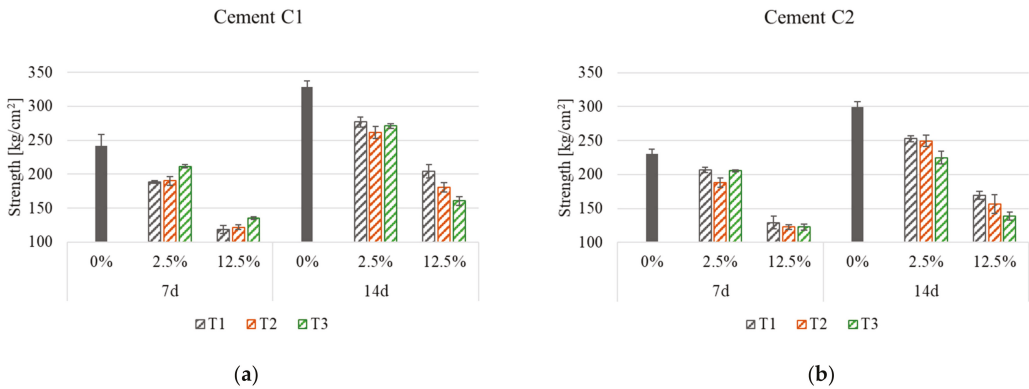 Cement C1
Strength [kg/cm²]
350
300
250
200
150
100
0% 2.5% 12.5% 0% 2.5% 12.5%
7d 14d
T1 T2 T3
(a)
Cement C2
Strength [kg/cm²]
350
300
250
200
150
100
0% 2.5% 12.5% 0% 2.5% 12.5%
7d 14d
T1 T2 T3
(b)